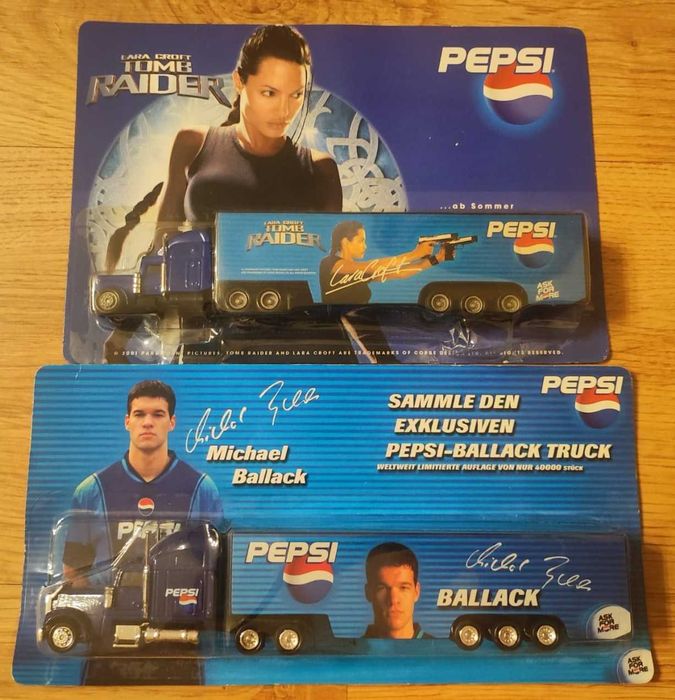 LARA CROFT
TOMB
RAIDER
PEPSI
...ab Sommer
LARA CROFT
TOMB
RAIDER
PEPSI
Lara Croft
ASK
FOR
MORE
Michael
Ballack
PEPSI
SAMMLE DEN
EXKLUSIVEN
PEPSI-BALLACK TRUCK
WELTWEIT LIMITIERTE AUFLAGE VON NUR 40000 STÜCK
PEPSI
PEPSI
PEPSI
BALLACK
ASK
FOR
MORE
ASK
FOR
MORE